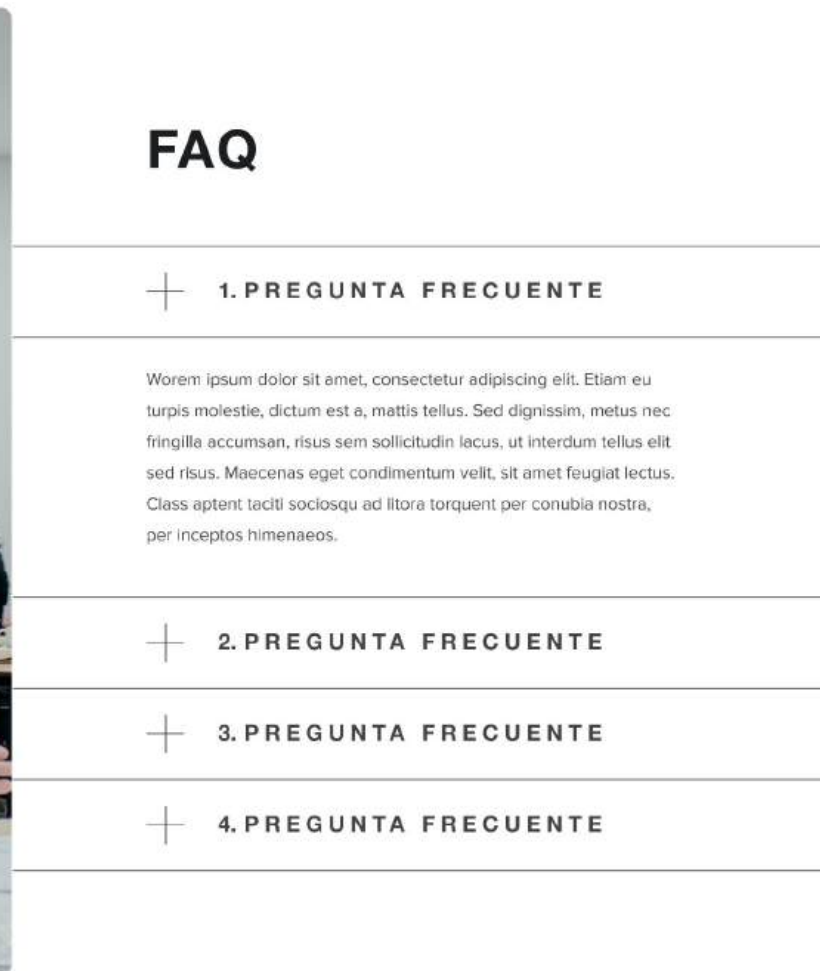 FAQ
1. PREGUNTA FRECUENTE
Worem ipsum dolor sit amet, consectetur adipiscing elit. Etiam eu
turpis molestie, dictum est a, mattis tellus. Sed dignissim, metus nec
fringilla accumsan, risus sem sollicitudin lacus, ut interdum tellus elit
sed risus. Maecenas eget condimentum velit, sit amet feugiat lectus.
Class aptent taciti sociosqu ad litora torquent per conubia nostra,
per inceptos himenaeos.
2. PREGUNTA FRECUENTE
3. PREGUNTA FRECUENTE
4. PREGUNTA FRECUENTE